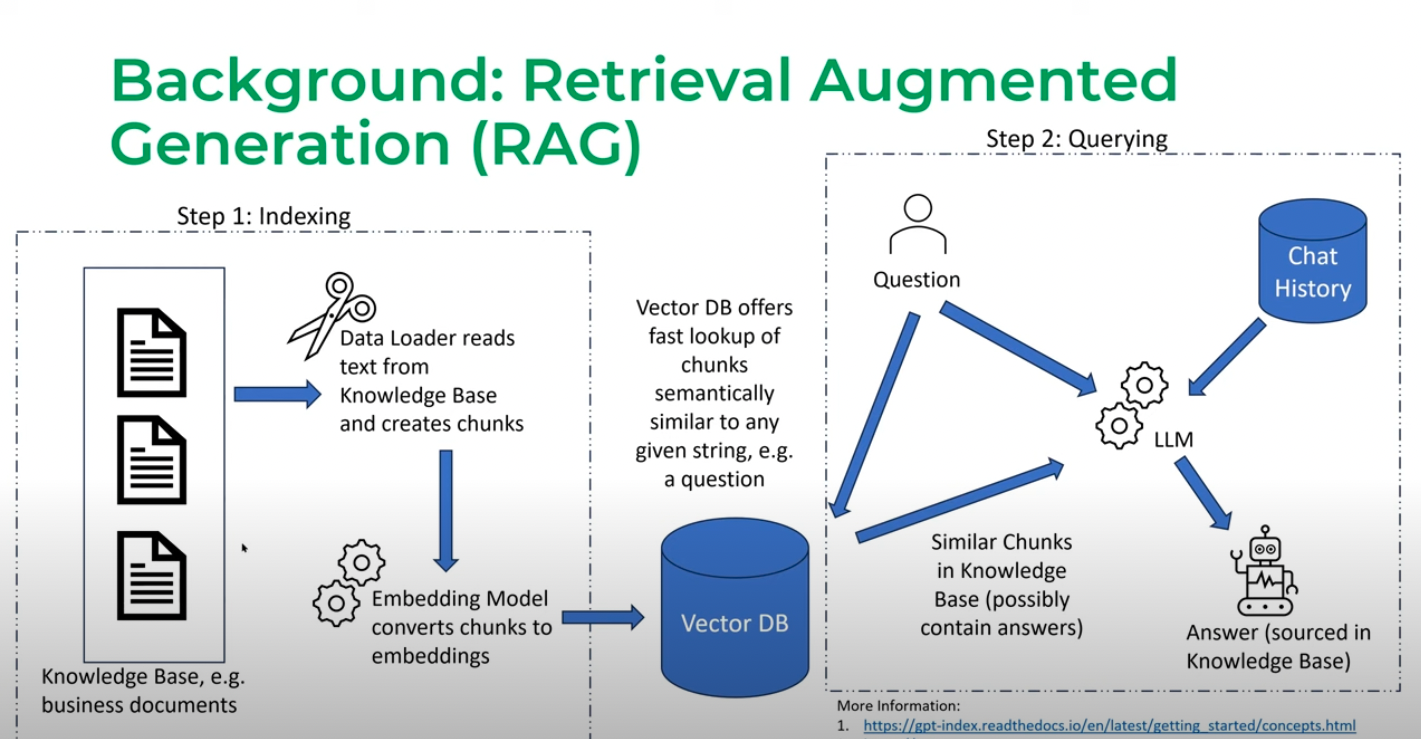 Background: Retrieval Augmented
Generation (RAG)
Step 1: Indexing
Knowledge Base, e.g.
business documents
Data Loader reads
text from
Knowledge Base
and creates chunks
Embedding Model
converts chunks to
embeddings
Vector DB offers
fast lookup of
chunks
semantically
similar to any
given string, e.g.
a question
Vector DB
Step 2: Querying
Question
Chat
History
LLM
Similar Chunks
in Knowledge
Base (possibly
contain answers)
Answer (sourced in
Knowledge Base)
More Information:
1. https://gpt-index.readthedocs.io/en/latest/getting_started/concepts.html